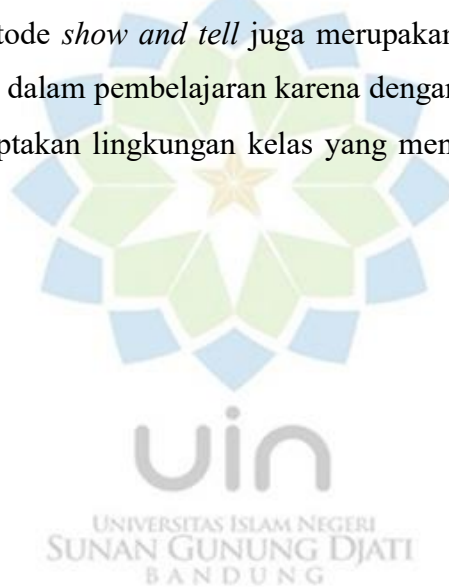 tode show and tell juga merupakan
dalam pembelajaran karena dengan
ptakan lingkungan kelas yang men
uin
UNIVERSITAS ISLAM NEGERI
SUNAN GUNUNG DJATI
BANDUNG